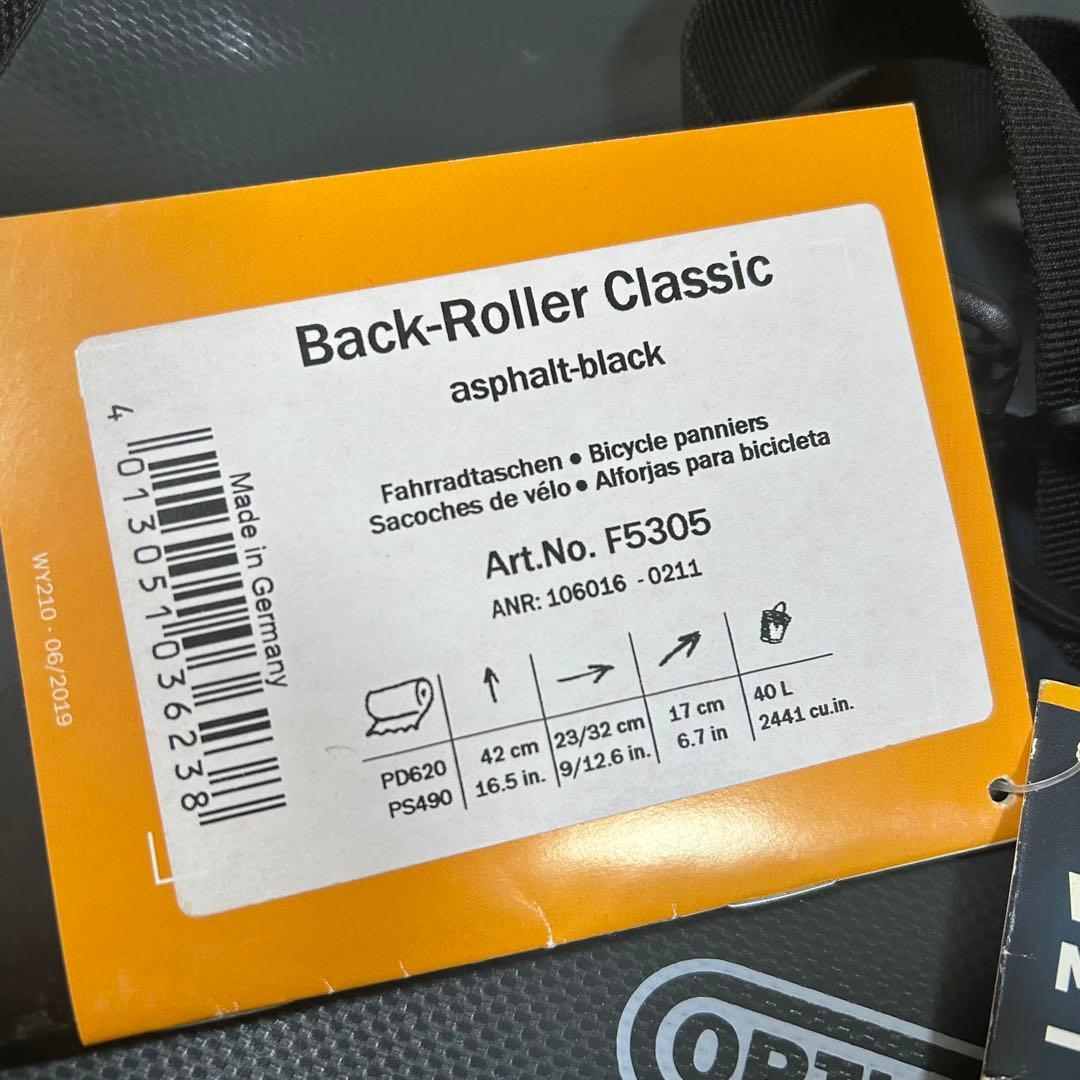 Back-Roller Classic
asphalt-black
Fahrradtaschen • Bicycle panniers
Sacoches de vélo • Alforjas para bicicleta
Art.No. F5305
ANR: 106016 - 0211
PD620
PS490
42 cm
16.5 in.
23/32 cm
9/12.6 in.
17 cm
6.7 in
40 L
2441 cu.in.
Made in Germany
4 013051 036238
WY210 · 06/2019